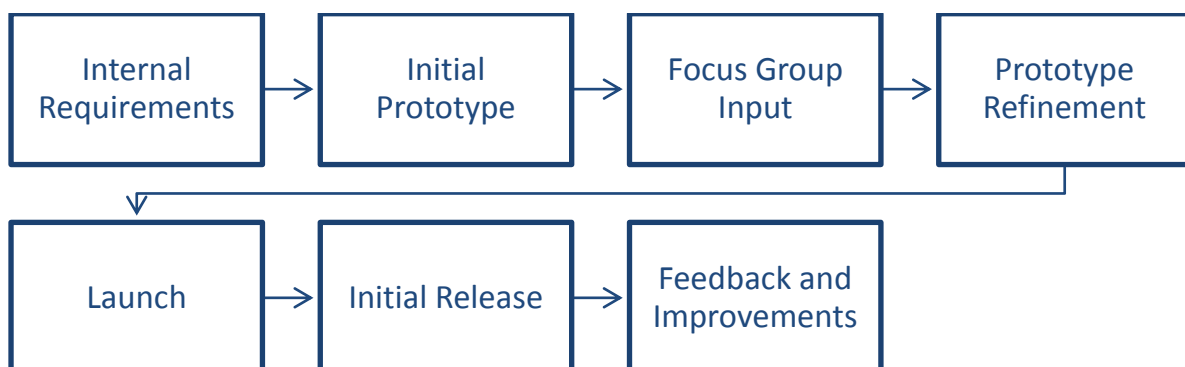 Internal
Requirements
Initial
Prototype
Focus Group
Input
Prototype
Refinement
Launch
Initial Release
Feedback and
Improvements